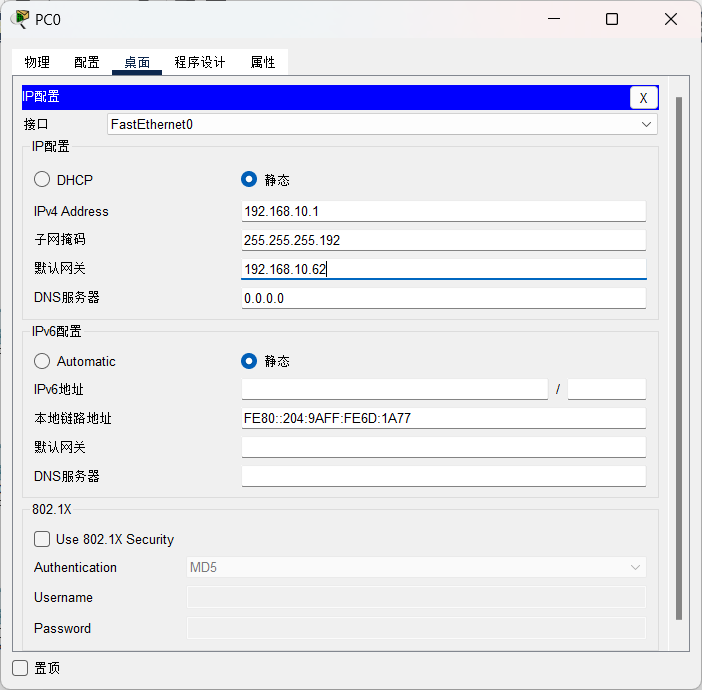 PC0
物理 配置 桌面 程序设计 属性
IP配置 X
接口 FastEthernet0
IP配置
DHCP 静态
IPv4 Address 192.168.10.1
子网掩码 255.255.255.192
默认网关 192.168.10.62
DNS服务器 0.0.0.0
IPv6配置
Automatic 静态
IPv6地址 /
本地链路地址 FE80::204:9AFF:FE6D:1A77
默认网关
DNS服务器
802.1X
Use 802.1X Security
Authentication MD5
Username
Password
置顶